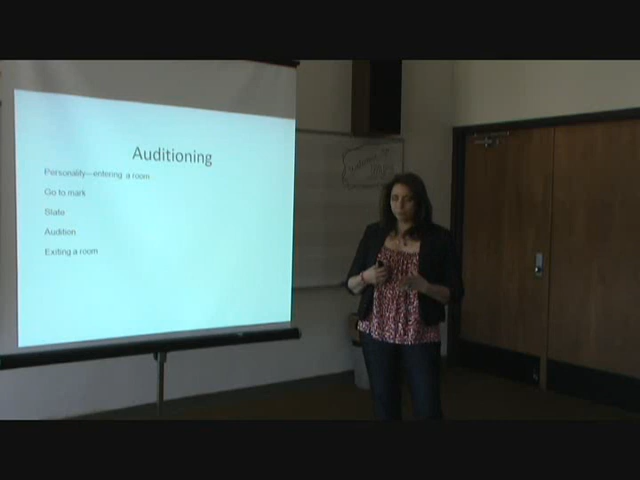 Auditioning
Personality—entering a room
Go to mark
Slate
Audition
Exiting a room